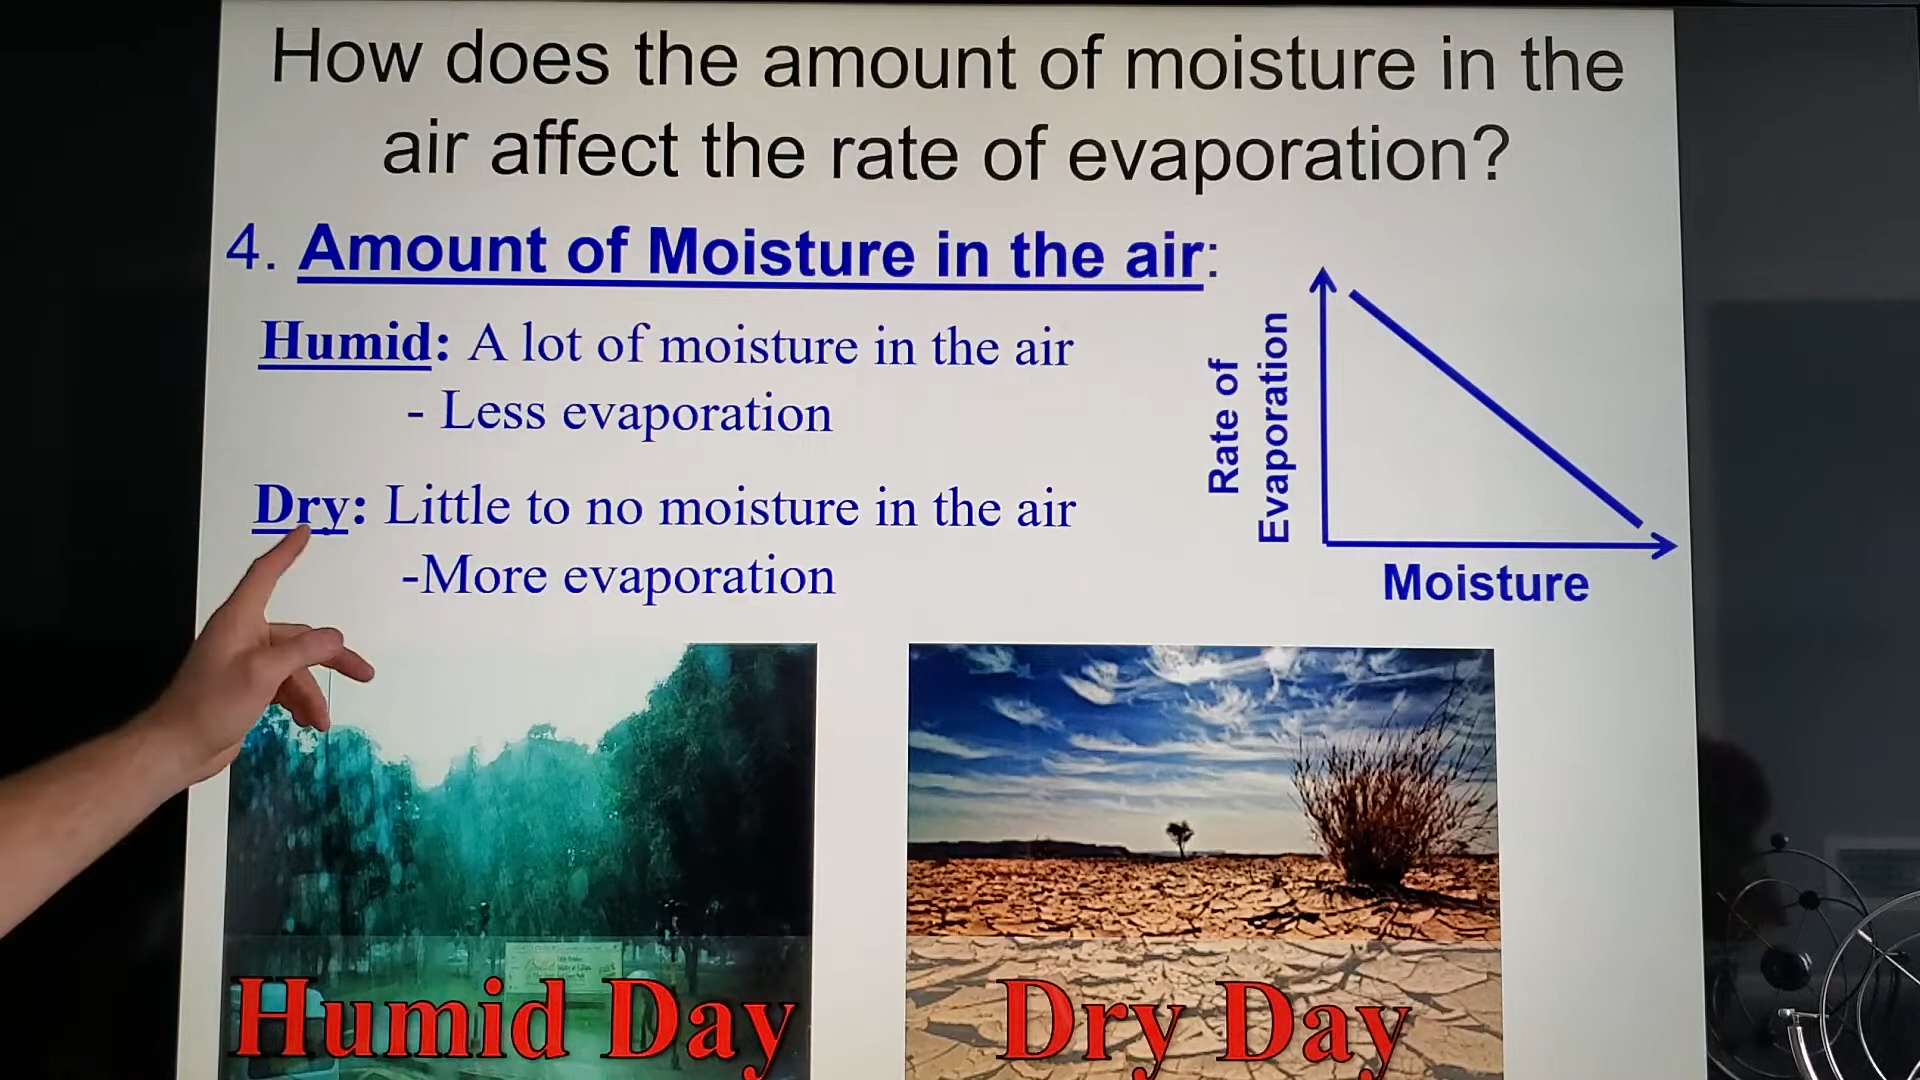 How does the amount of moisture in the
air affect the rate of evaporation?
4. Amount of Moisture in the air:
Humid: A lot of moisture in the air
- Less evaporation
Dry: Little to no moisture in the air
-More evaporation
Rate of
Evaporation
Moisture
Humid Day
Dry Day